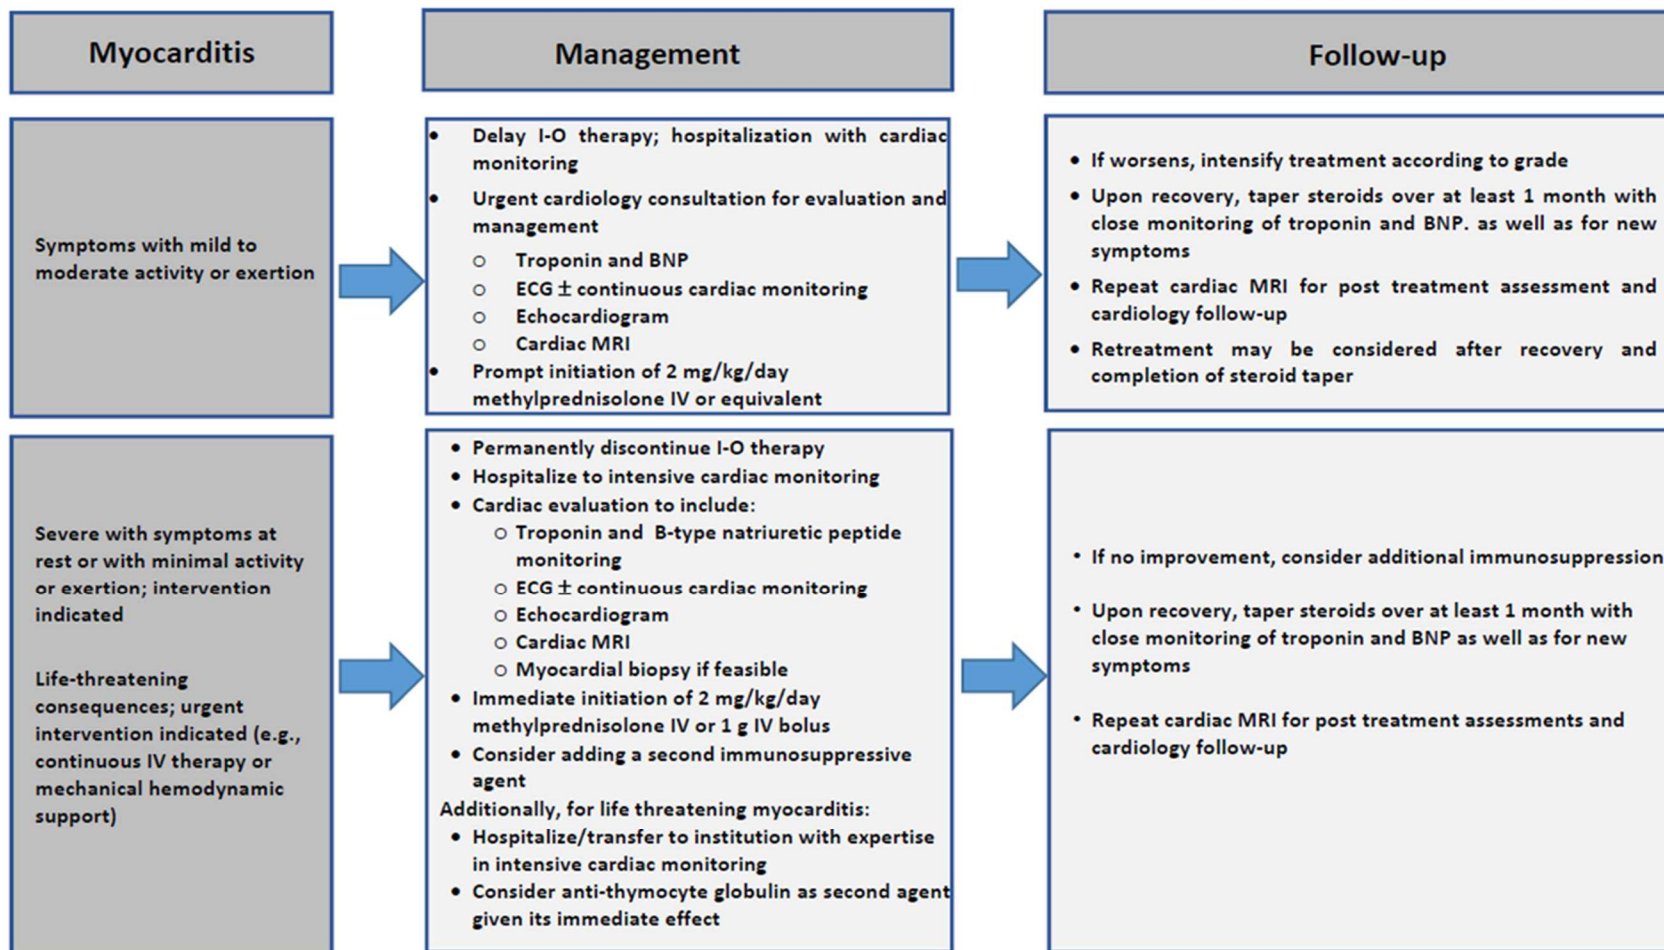 Myocarditis
Management
Follow-up
Symptoms with mild to
moderate activity or exertion
• Delay I-O therapy; hospitalization with cardiac
monitoring
• Urgent cardiology consultation for evaluation and
management
o Troponin and BNP
o ECG ± continuous cardiac monitoring
o Echocardiogram
o Cardiac MRI
• Prompt initiation of 2 mg/kg/day
methylprednisolone IV or equivalent
• If worsens, intensify treatment according to grade
• Upon recovery, taper steroids over at least 1 month with
close monitoring of troponin and BNP. as well as for new
symptoms
• Repeat cardiac MRI for post treatment assessment and
cardiology follow-up
• Retreatment may be considered after recovery and
completion of steroid taper
Severe with symptoms at
rest or with minimal activity
or exertion; intervention
indicated
Life-threatening
consequences; urgent
intervention indicated (e.g.,
continuous IV therapy or
mechanical hemodynamic
support)
• Permanently discontinue I-O therapy
• Hospitalize to intensive cardiac monitoring
• Cardiac evaluation to include:
o Troponin and B-type natriuretic peptide
monitoring
o ECG ± continuous cardiac monitoring
o Echocardiogram
o Cardiac MRI
o Myocardial biopsy if feasible
• Immediate initiation of 2 mg/kg/day
methylprednisolone IV or 1 g IV bolus
• Consider adding a second immunosuppressive
agent
Additionally, for life threatening myocarditis:
• Hospitalize/transfer to institution with expertise
in intensive cardiac monitoring
• Consider anti-thymocyte globulin as second agent
given its immediate effect
• If no improvement, consider additional immunosuppression
• Upon recovery, taper steroids over at least 1 month with
close monitoring of troponin and BNP as well as for new
symptoms
• Repeat cardiac MRI for post treatment assessments and
cardiology follow-up